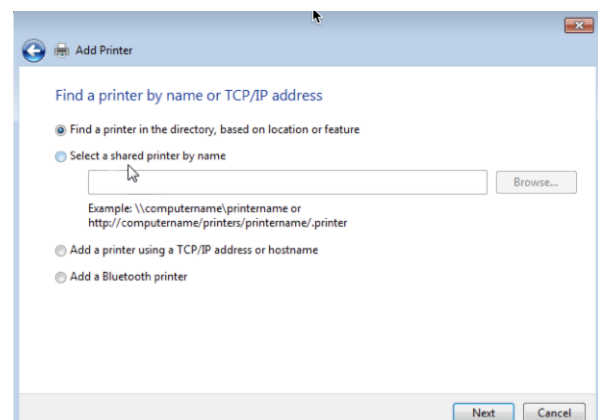 Add Printer
Find a printer by name or TCP/IP address
Find a printer in the directory, based on location or feature
Select a shared printer by name
Browse...
Example: \\computername\printername or
http://computername/printers/printername/.printer
Add a printer using a TCP/IP address or hostname
Add a Bluetooth printer
Next Cancel